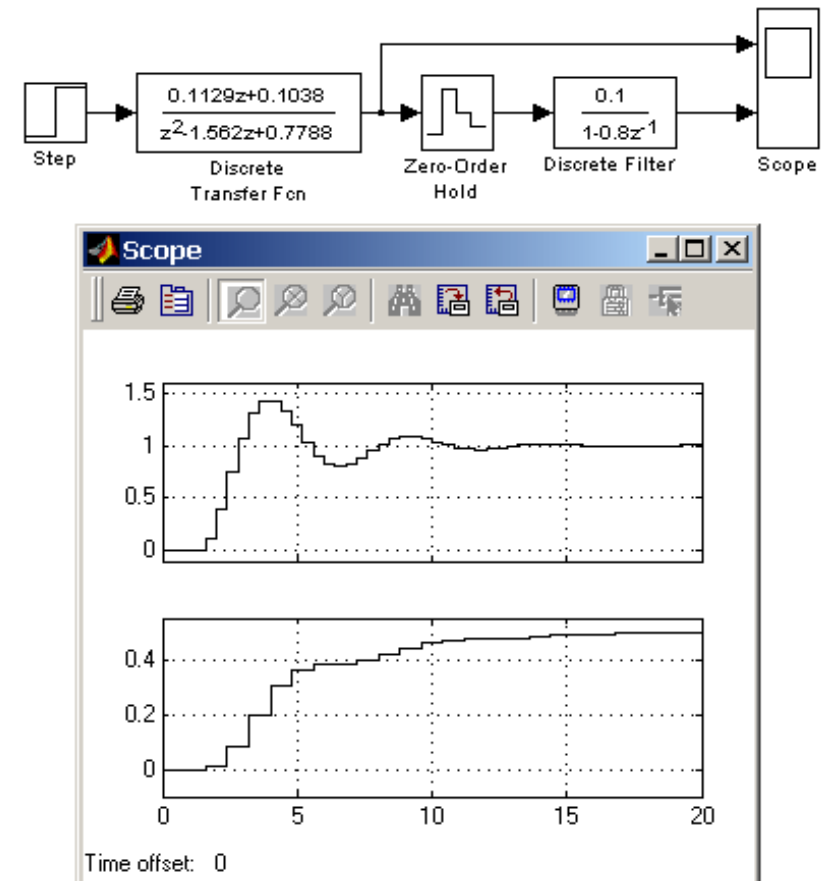 0.1129z+0.1038
z²-1.562z+0.7788
0.1
1-0.8z⁻¹
Step
Discrete
Transfer Fcn
Zero-Order
Hold
Discrete Filter
Scope
Scope
1.5
1
0.5
0
0.4
0.2
0
0 5 10 15 20
Time offset: 0